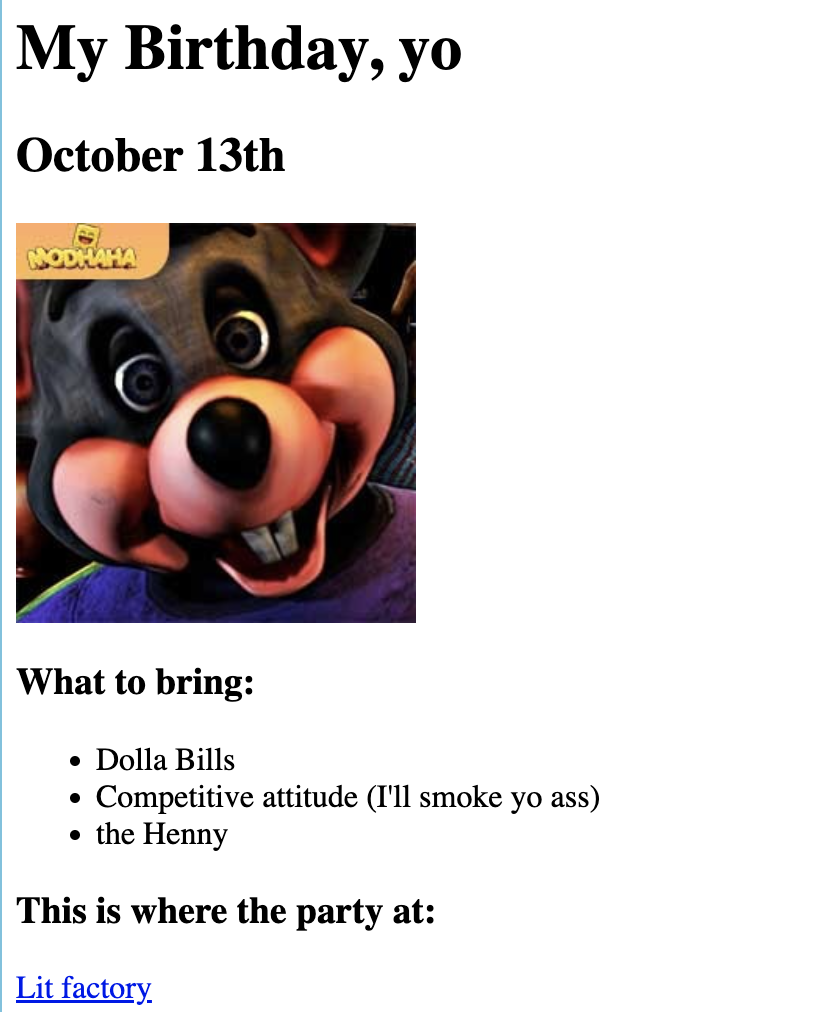 My Birthday, yo
October 13th
MODHAHA
What to bring:
Dolla Bills
Competitive attitude (I'll smoke yo ass)
the Henny
This is where the party at:
Lit factory